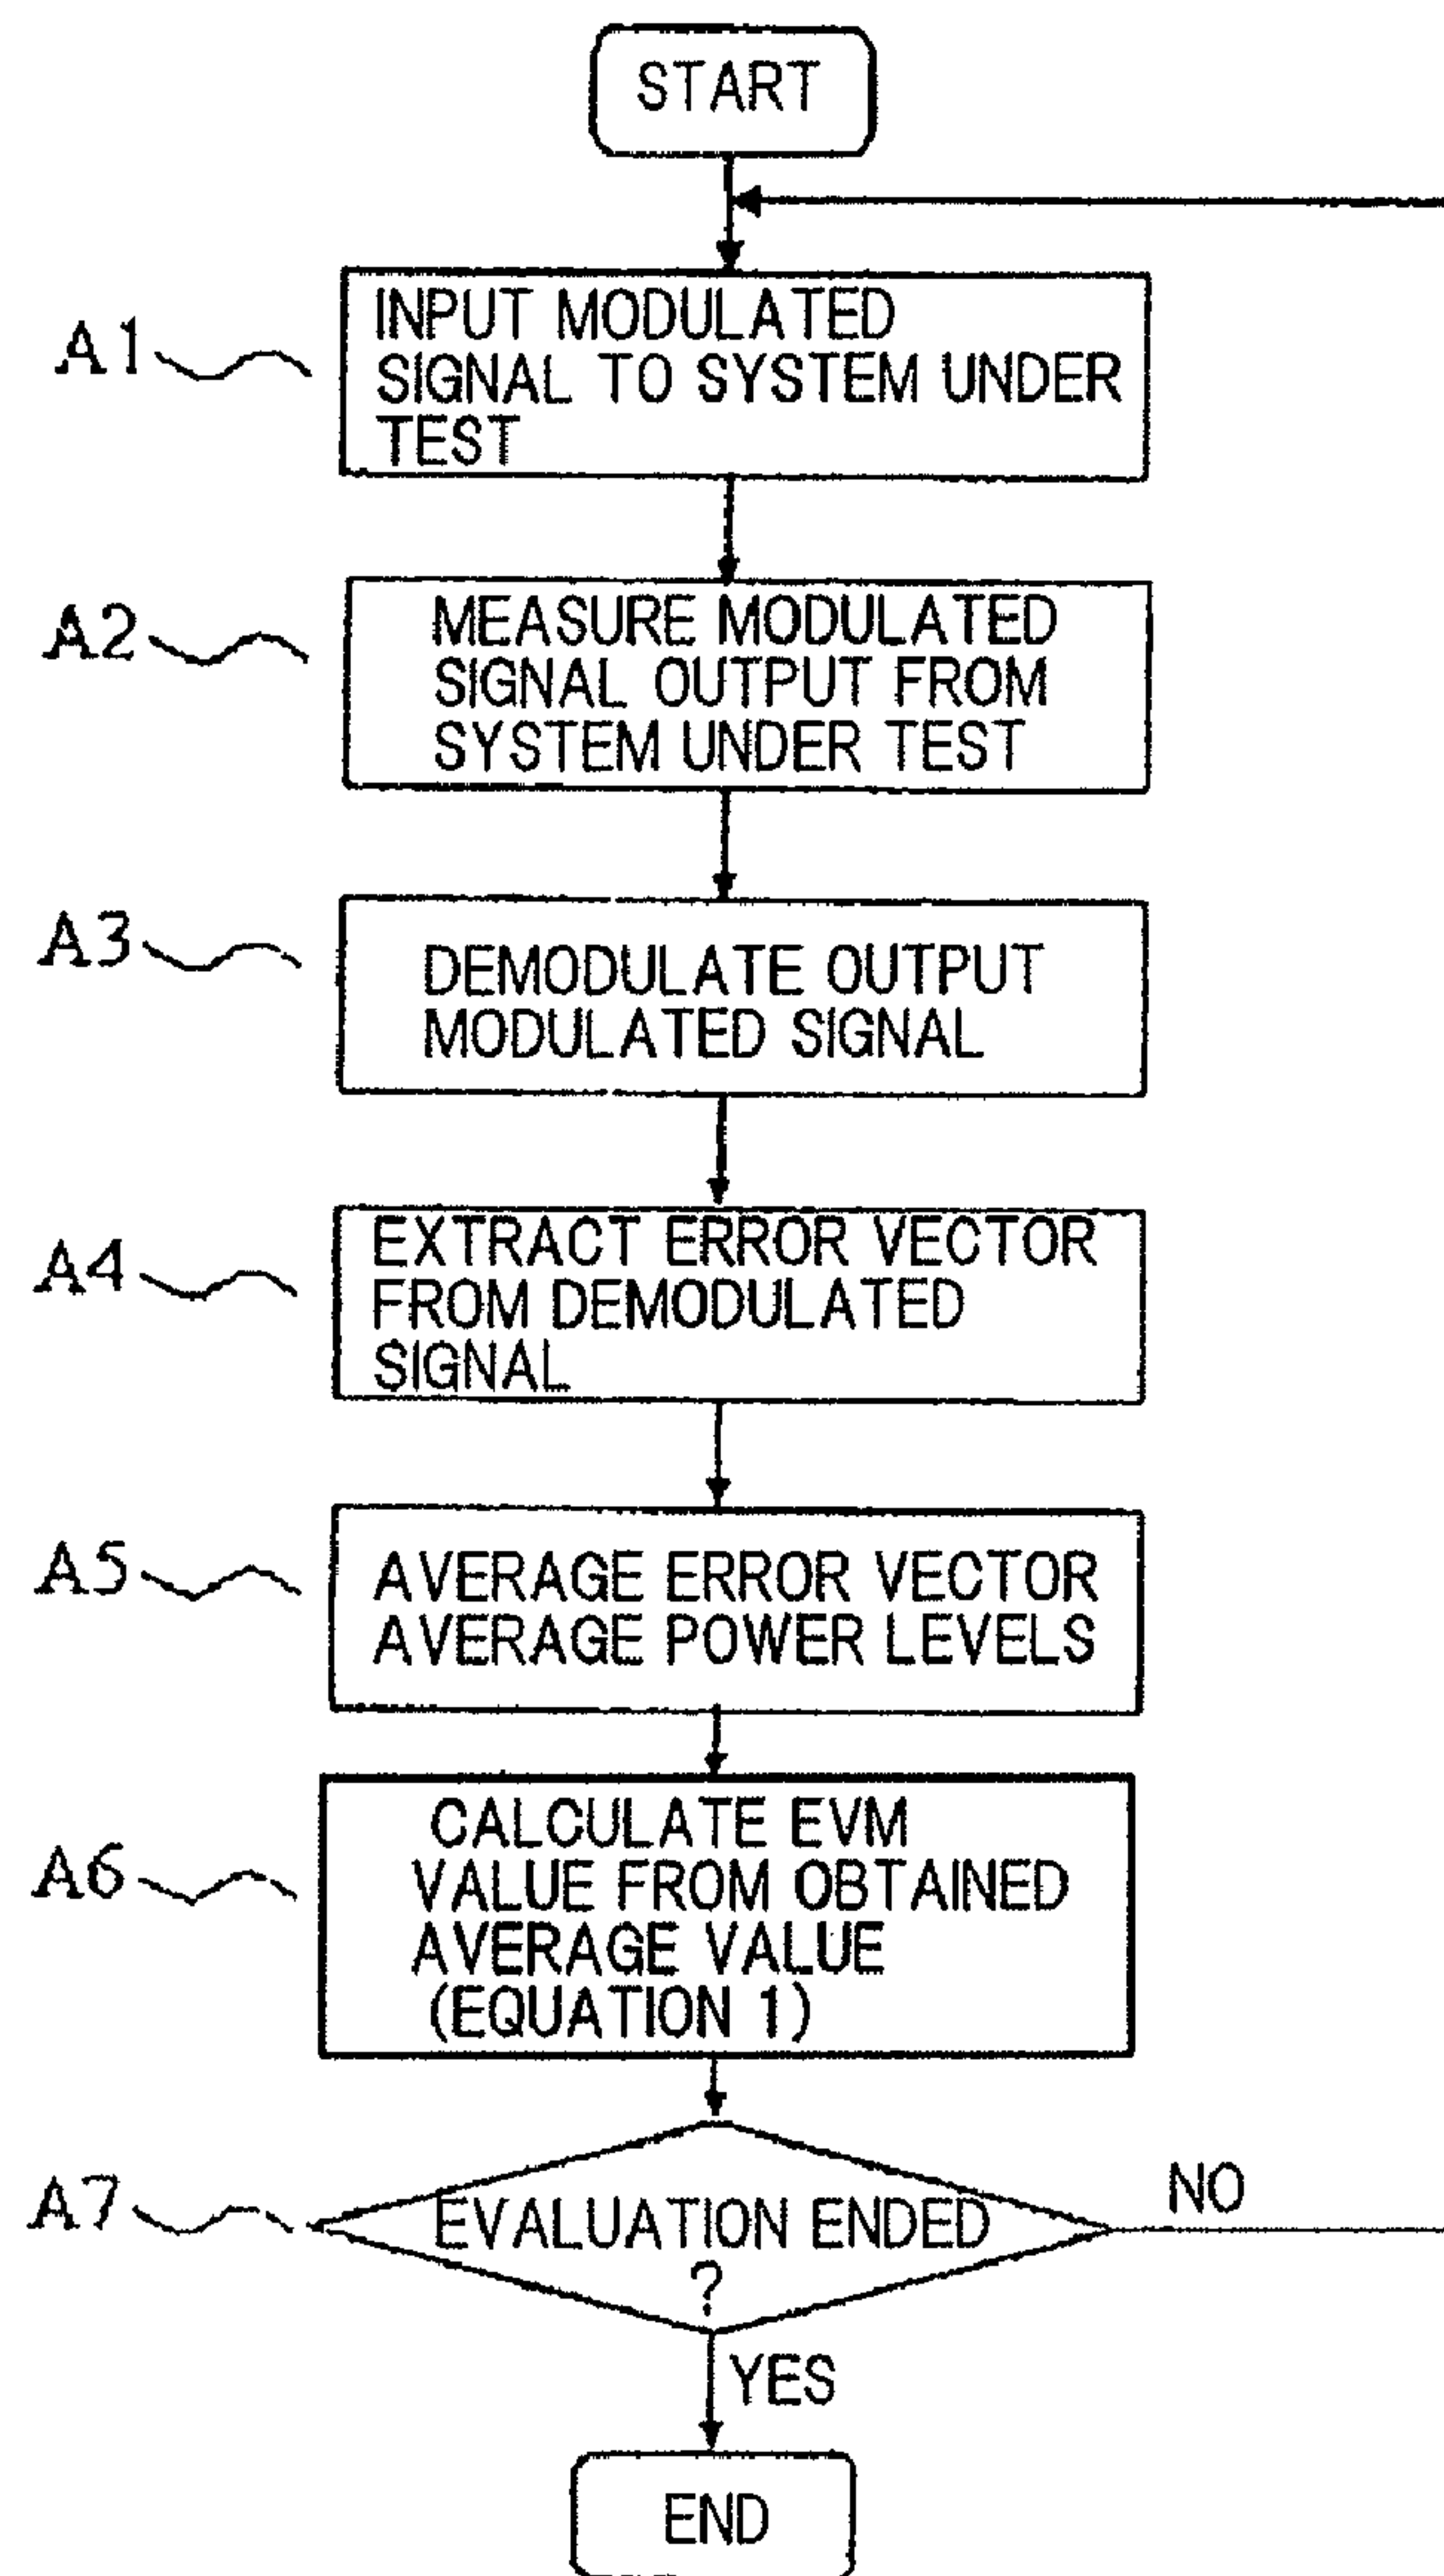 START
A1
INPUT MODULATED
SIGNAL TO SYSTEM UNDER
TEST
A2
MEASURE MODULATED
SIGNAL OUTPUT FROM
SYSTEM UNDER TEST
A3
DEMODULATE OUTPUT
MODULATED SIGNAL
A4
EXTRACT ERROR VECTOR
FROM DEMODULATED
SIGNAL
A5
AVERAGE ERROR VECTOR
AVERAGE POWER LEVELS
A6
CALCULATE EVM
VALUE FROM OBTAINED
AVERAGE VALUE
(EQUATION 1)
A7
EVALUATION ENDED
?
NO
YES
END